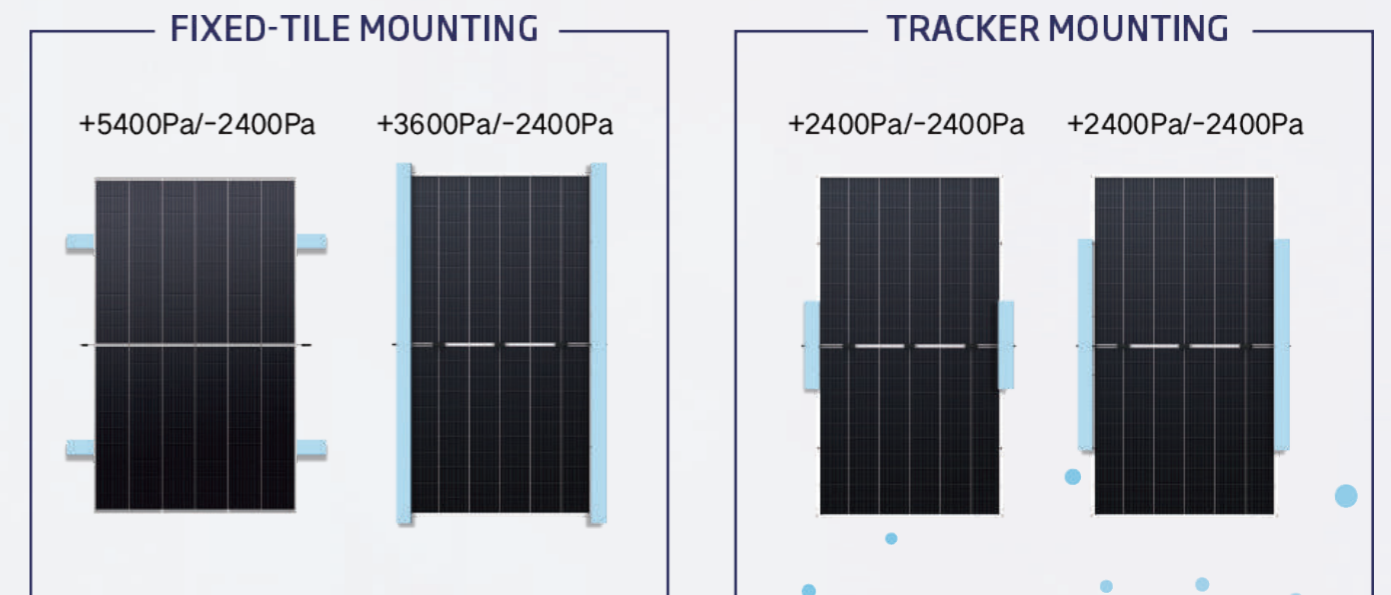 FIXED-TILE MOUNTING
+5400Pa/-2400Pa
+3600Pa/-2400Pa
TRACKER MOUNTING
+2400Pa/-2400Pa
+2400Pa/-2400Pa